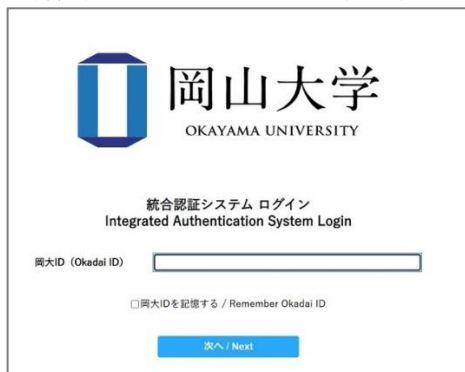 岡山大学
OKAYAMA UNIVERSITY
統合認証システム ログイン
Integrated Authentication System Login
岡大ID（Okadai ID）
□岡大IDを記憶する / Remember Okadai ID
次へ / Next